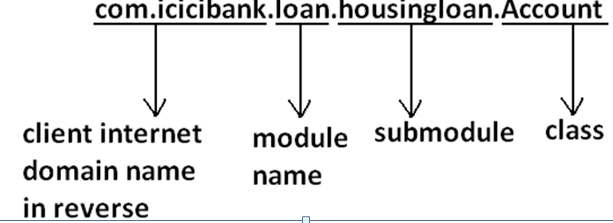 com.icicibank.loan.housingloan.Account
client internet
domain name
in reverse
module
name
submodule
class